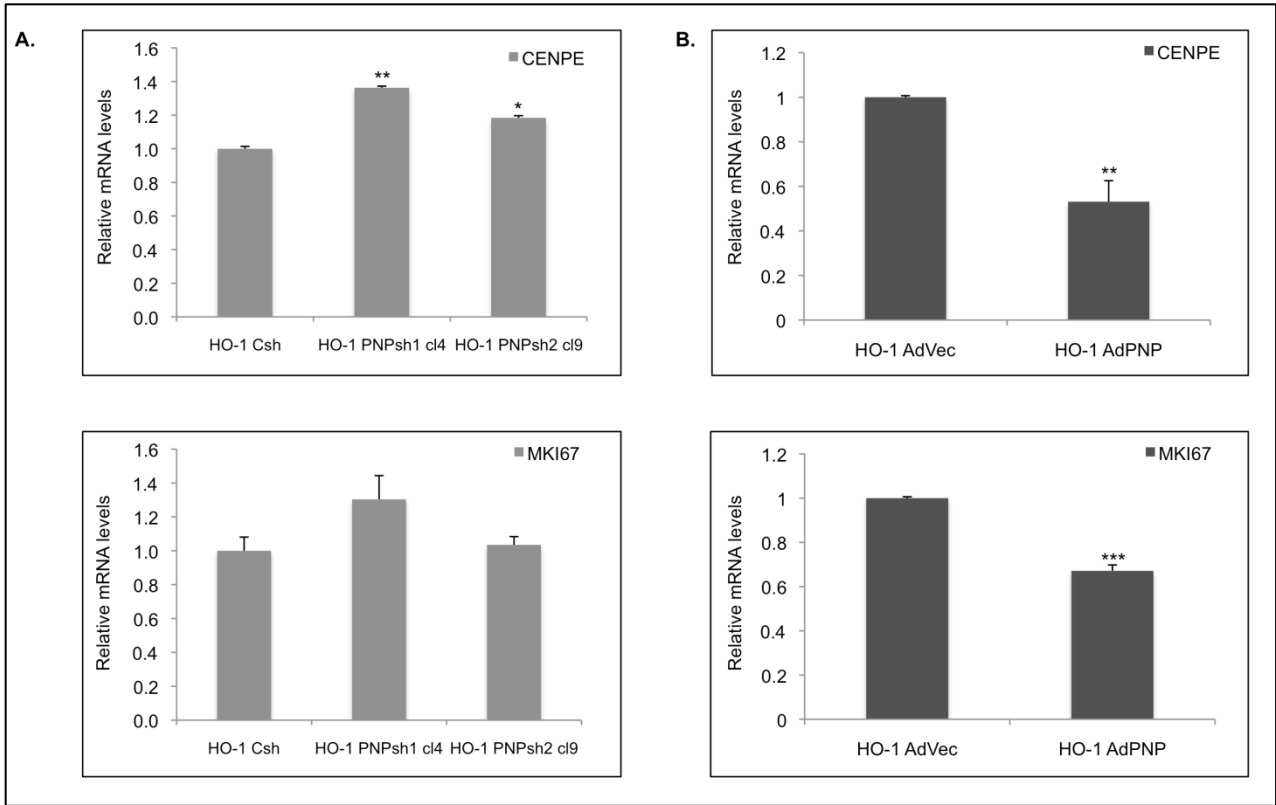 A.
CENPE
Relative mRNA levels
1.6
1.4
1.2
1.0
0.8
0.6
0.4
0.2
0.0
**
*
HO-1 Csh
HO-1 PNPsh1 cl4
HO-1 PNPsh2 cl9
B.
CENPE
Relative mRNA levels
1.2
1
0.8
0.6
0.4
0.2
0
**
HO-1 AdVec
HO-1 AdPNP
MKI67
Relative mRNA levels
1.6
1.4
1.2
1.0
0.8
0.6
0.4
0.2
0.0
HO-1 Csh
HO-1 PNPsh1 cl4
HO-1 PNPsh2 cl9
MKI67
Relative mRNA levels
1.2
1
0.8
0.6
0.4
0.2
0
***
HO-1 AdVec
HO-1 AdPNP